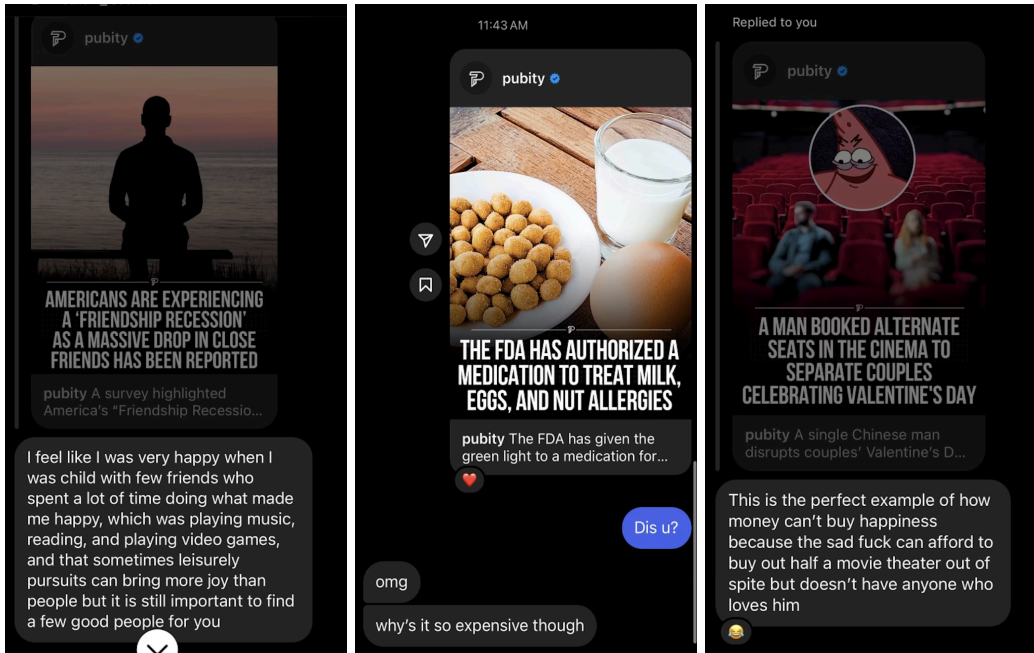 pubity
AMERICANS ARE EXPERIENCING
A 'FRIENDSHIP RECESSION'
AS A MASSIVE DROP IN CLOSE
FRIENDS HAS BEEN REPORTED
pubity A survey highlighted
America's "Friendship Recessio...
I feel like I was very happy when I
was child with few friends who
spent a lot of time doing what made
me happy, which was playing music,
reading, and playing video games,
and that sometimes leisurely
pursuits can bring more joy than
people but it is still important to find
a few good people for you
11:43 AM
pubity
THE FDA HAS AUTHORIZED A
MEDICATION TO TREAT MILK,
EGGS, AND NUT ALLERGIES
pubity The FDA has given the
green light to a medication for...
Dis u?
omg
why's it so expensive though
Replied to you
pubity
A MAN BOOKED ALTERNATE
SEATS IN THE CINEMA TO
SEPARATE COUPLES
CELEBRATING VALENTINE'S DAY
pubity A single Chinese man
disrupts couples' Valentine's D...
This is the perfect example of how
money can't buy happiness
because the sad fuck can afford to
buy out half a movie theater out of
spite but doesn't have anyone who
loves him